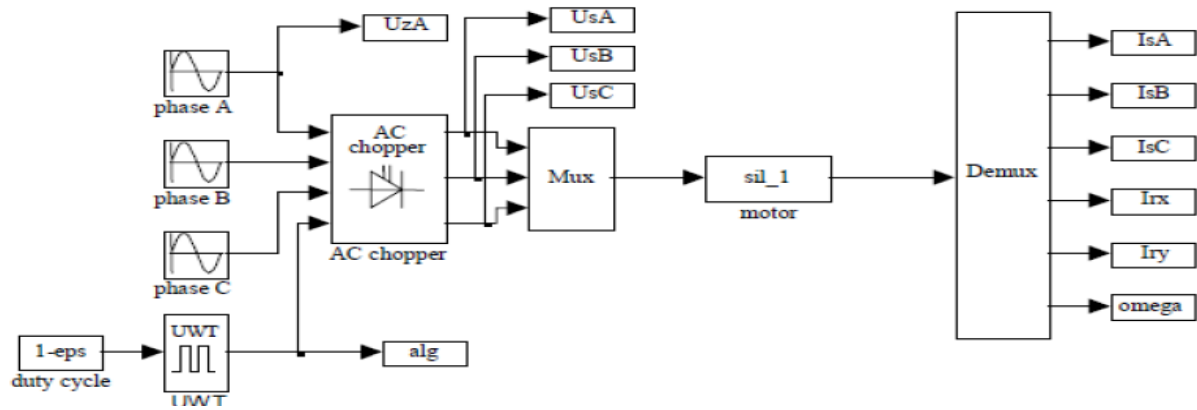 UzA
UsA
UsB
UsC
phase A
phase B
phase C
AC
chopper
AC chopper
Mux
sil_1
motor
Demux
IsA
IsB
IsC
Irx
Iry
omega
1-eps
duty cycle
UWT
UWT
alg